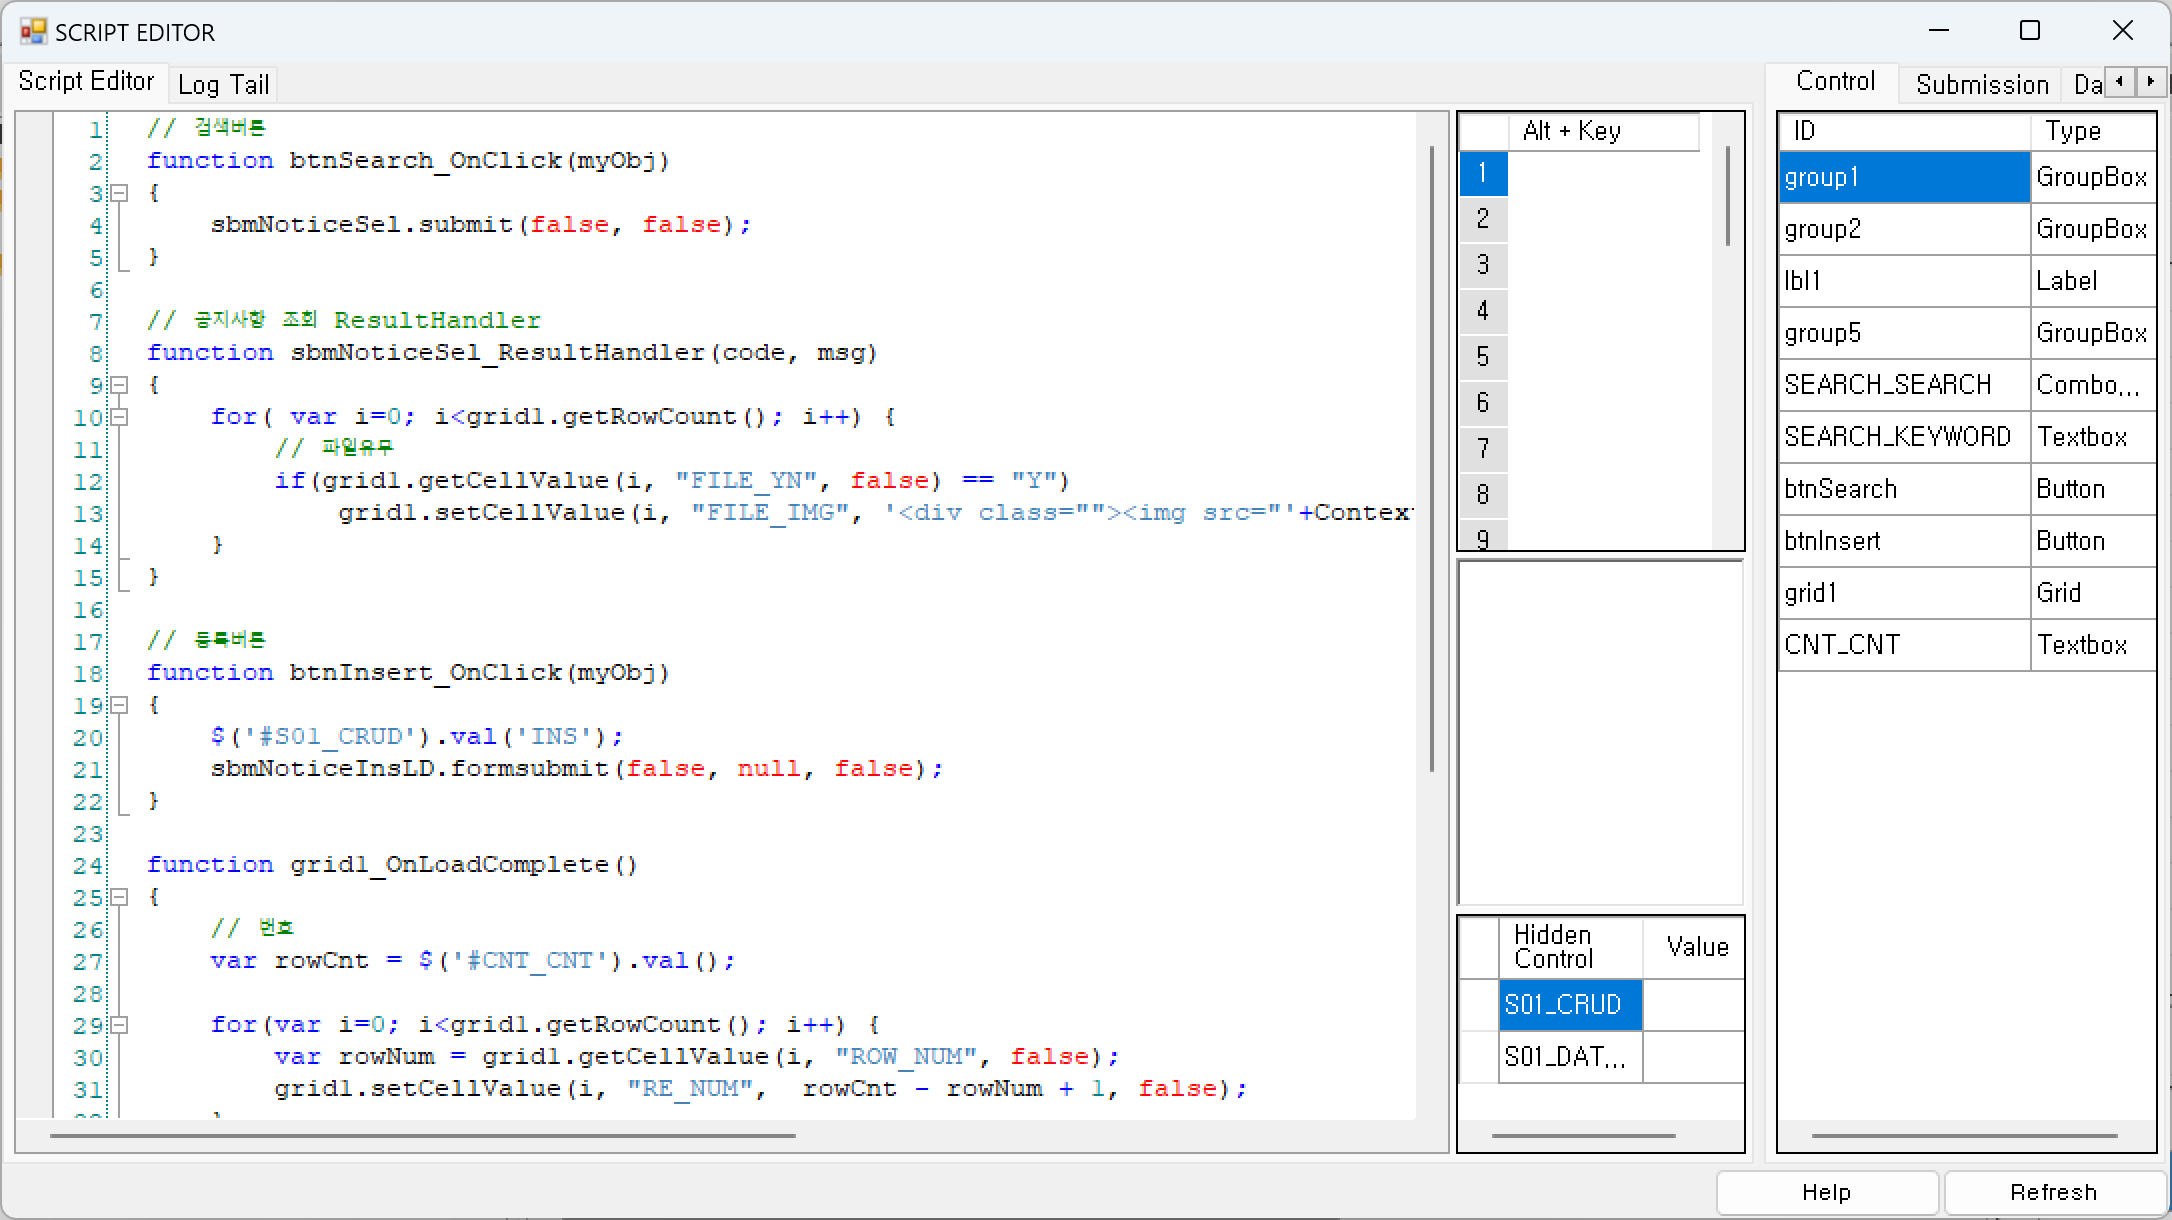 SCRIPT EDITOR
Script Editor
Log Tail
1 // 검색버튼
2 function btnSearch_OnClick(myObj)
3 {
4 sbmNoticeSel.submit(false, false);
5 }
6
7 // 공지사항 조회 ResultHandler
8 function sbmNoticeSel_ResultHandler(code, msg)
9 {
10 for( var i=0; i<grid1.getRowCount(); i++) {
11 // 파일유무
12 if(grid1.getCellValue(i, "FILE_YN", false) == "Y")
13 grid1.setCellValue(i, "FILE_IMG", '<div class=""><img src="'+Contex
14 }
15 }
16
17 // 등록버튼
18 function btnInsert_OnClick(myObj)
19 {
20 $('#S01_CRUD').val('INS');
21 sbmNoticeInsLD.formsubmit(false, null, false);
22 }
23
24 function grid1_OnLoadComplete()
25 {
26 // 번호
27 var rowCnt = $('#CNT_CNT').val();
28
29 for(var i=0; i<grid1.getRowCount(); i++) {
30 var rowNum = grid1.getCellValue(i, "ROW_NUM", false);
31 grid1.setCellValue(i, "RE_NUM",  rowCnt - rowNum + 1, false);
Alt + Key
1
2
3
4
5
6
7
8
9
Hidden Control Value
S01_CRUD
S01_DAT...
Control Submission Da
ID Type
group1 GroupBox
group2 GroupBox
lbl1 Label
group5 GroupBox
SEARCH_SEARCH Combo...
SEARCH_KEYWORD Textbox
btnSearch Button
btnInsert Button
grid1 Grid
CNT_CNT Textbox
Help
Refresh